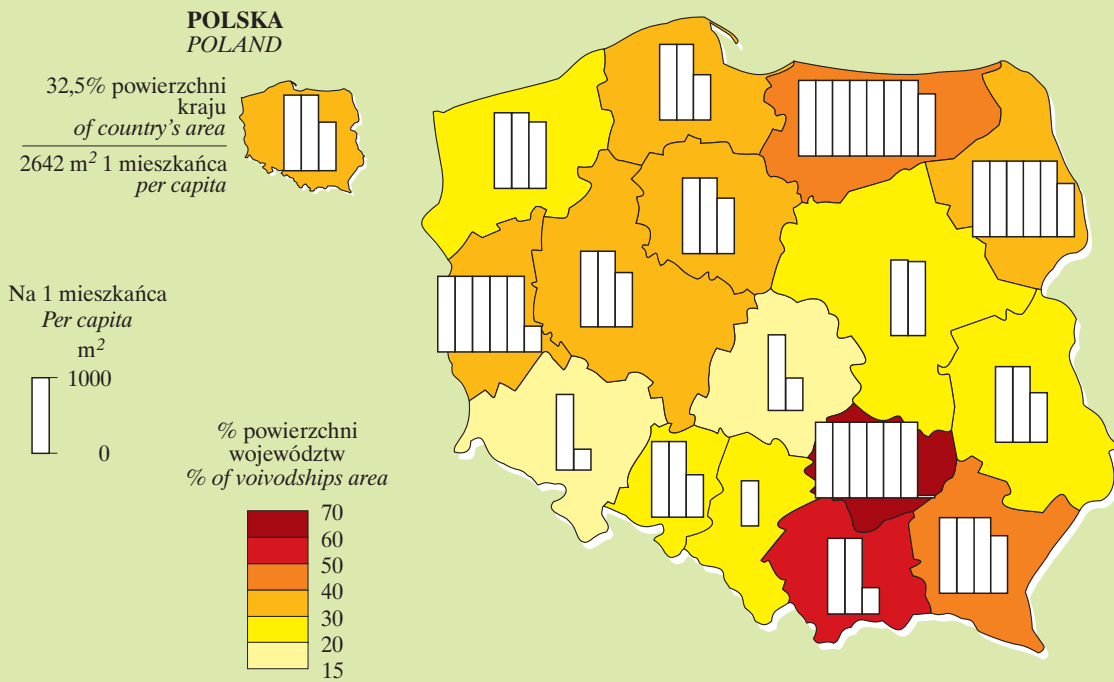 POLSKA
POLAND
32,5% powierzchni
kraju
of country's area
2642 m² 1 mieszkańca
per capita
Na 1 mieszkańca
Per capita
m²
1000
0
% powierzchni
województw
% of voivodships area
70
60
50
40
30
20
15